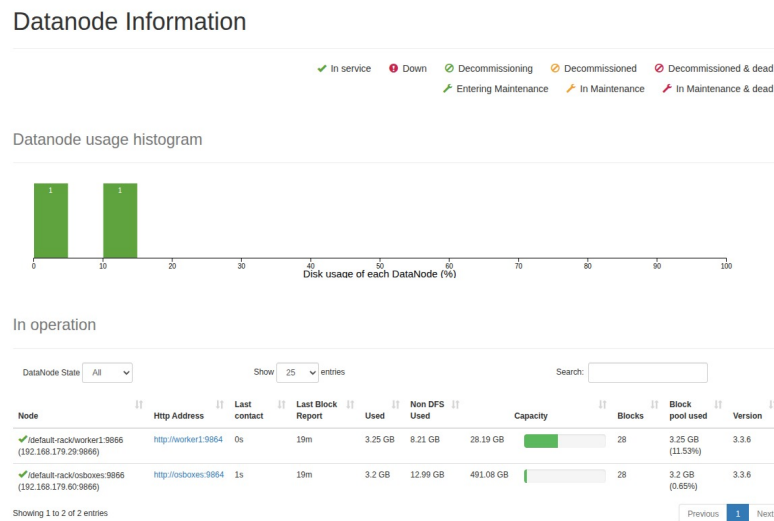 Datanode Information
In service Down Decommissioning Decommissioned Decommissioned & dead
Entering Maintenance In Maintenance In Maintenance & dead
Datanode usage histogram
1 1
0 10 20 30 40 50 60 70 80 90 100
Disk usage of each DataNode (%)
In operation
DataNode State All Show 25 entries Search:
Node Http Address Last contact Last Block Report Used Non DFS Used Capacity Blocks Block pool used Version
/default-rack/worker1:9866 http://worker1:9864 0s 19m 3.25 GB 8.21 GB 28.19 GB 28 3.25 GB 3.3.6
(192.168.179.29:9866) (11.53%)
/default-rack/osboxes:9866 http://osboxes:9864 1s 19m 3.2 GB 12.99 GB 491.08 GB 28 3.2 GB 3.3.6
(192.168.179.60:9866) (0.65%)
Showing 1 to 2 of 2 entries Previous 1 Next